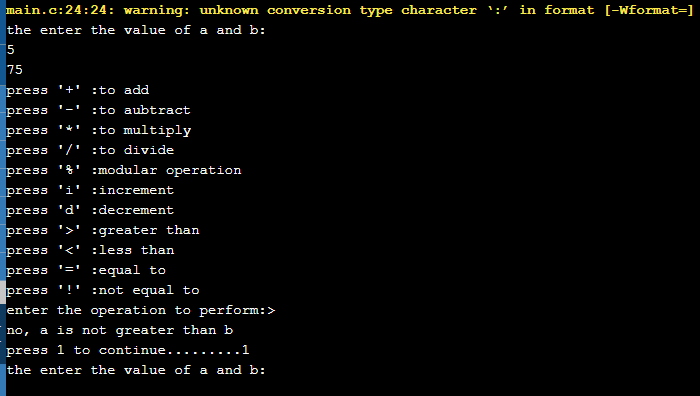 main.c:24:24: warning: unknown conversion type character ‘:’ in format [-Wformat=]
the enter the value of a and b:
5
75
press '+' :to add
press '-' :to aubtract
press '*' :to multiply
press '/' :to divide
press '%' :modular operation
press 'i' :increment
press 'd' :decrement
press '>' :greater than
press '<' :less than
press '=' :equal to
press '!' :not equal to
enter the operation to perform:>
no, a is not greater than b
press 1 to continue.........1
the enter the value of a and b: